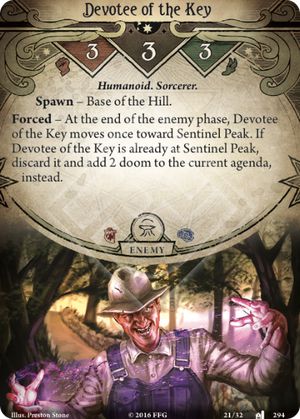 Devotee of the Key
3 3 3
Humanoid. Sorcerer.
Spawn – Base of the Hill.
Forced – At the end of the enemy phase, Devotee
of the Key moves once toward Sentinel Peak. If
Devotee of the Key is already at Sentinel Peak,
discard it and add 2 doom to the current agenda,
instead.
ENEMY
Illus. Preston Stone © 2016 FFG 21/32 294